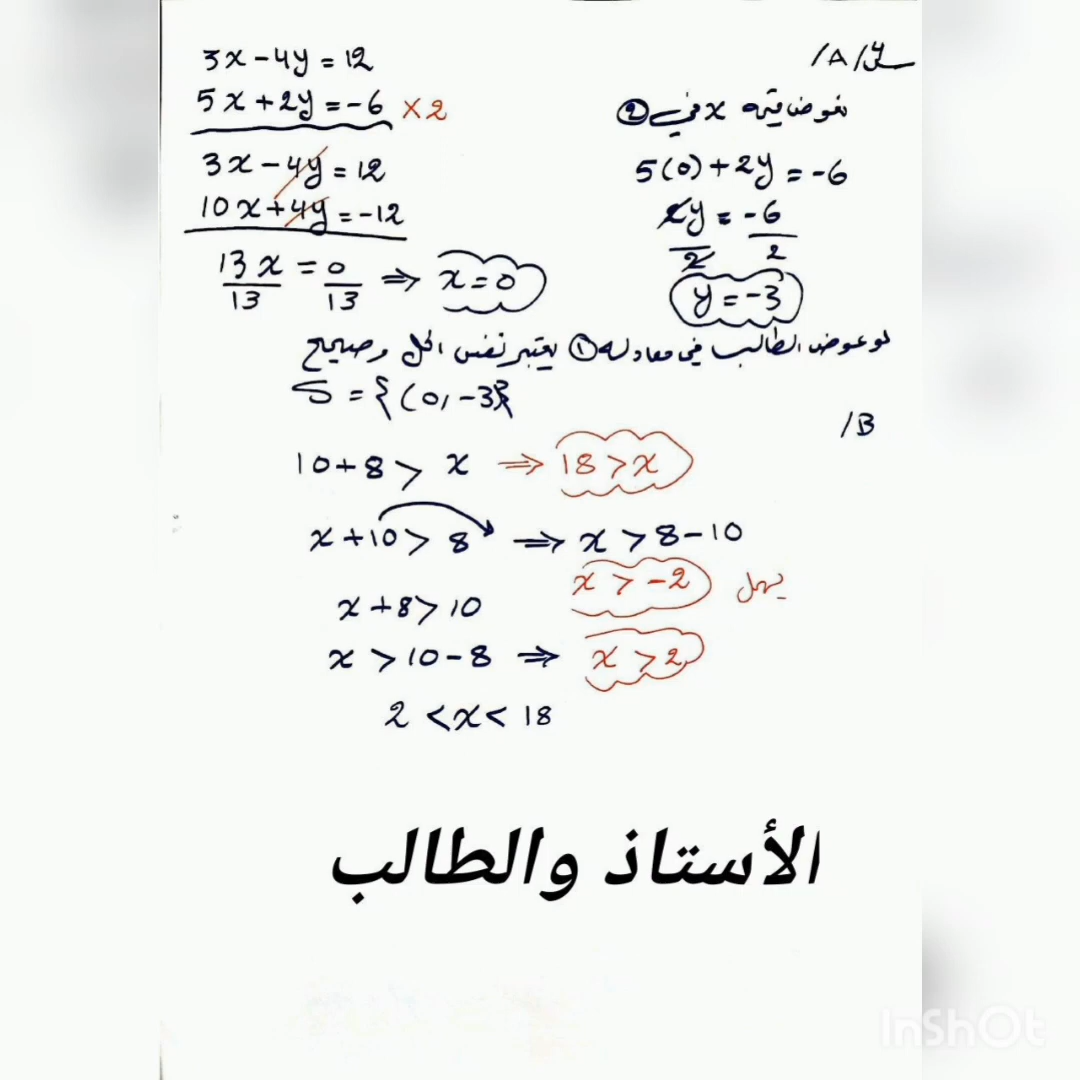 س٤/A/
3x - 4y = 12
5x + 2y = -6 ×2
3x - 4y = 12
10x + 4y = -12
13x/13 = 0/13 ⇒ x = 0
نعوض قيمة x في ②
5(0) + 2y = -6
2y/2 = -6/2
y = -3
لو عوض الطالب في معادلة ① يعتبر نفس الحل وصحيح
S = {(0, -3}
B/
10 + 8 > x ⇒ 18 > x
x + 10 > 8 ⇒ x > 8 - 10
x > -2 يهمل
x + 8 > 10
x > 10 - 8 ⇒ x > 2
2 < x < 18
الأستاذ والطالب
InShOt